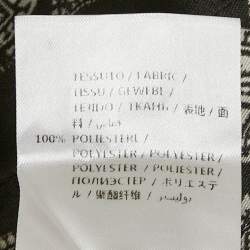 TESSUTO / FABRIC /
TISSU / GEWEBE /
TEJIDO / ТКАНЬ / 表地 / 面
料 / قماش /
100% POLIESTERE /
POLYESTER / POLYESTER /
POLYESTER / POLIESTER /
ПОЛИЭСТЕР / ポリエステ
ル / 聚酯纤维 / بوليستر /